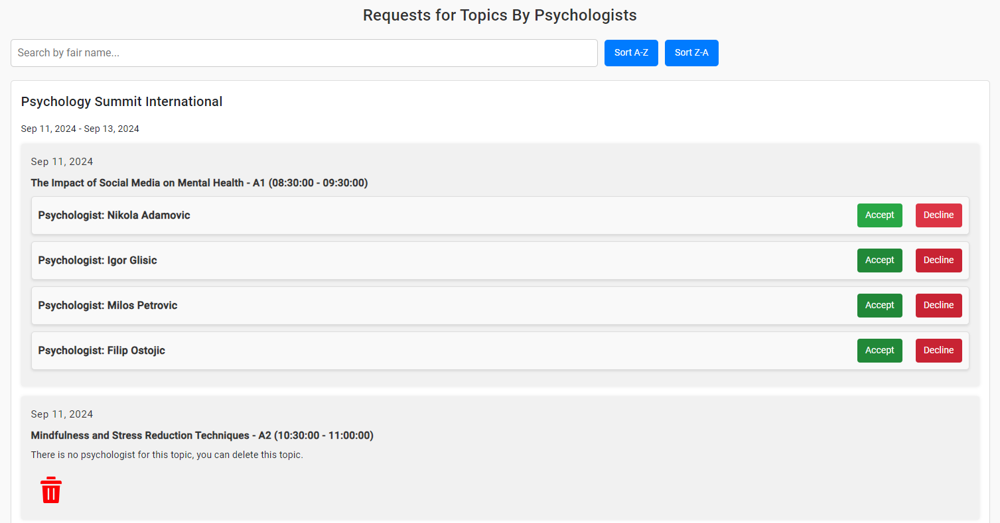 Requests for Topics By Psychologists
Search by fair name...
Sort A-Z
Sort Z-A
Psychology Summit International
Sep 11, 2024 - Sep 13, 2024
Sep 11, 2024
The Impact of Social Media on Mental Health - A1 (08:30:00 - 09:30:00)
Psychologist: Nikola Adamovic
Accept
Decline
Psychologist: Igor Glisic
Accept
Decline
Psychologist: Milos Petrovic
Accept
Decline
Psychologist: Filip Ostojic
Accept
Decline
Sep 11, 2024
Mindfulness and Stress Reduction Techniques - A2 (10:30:00 - 11:00:00)
There is no psychologist for this topic, you can delete this topic.